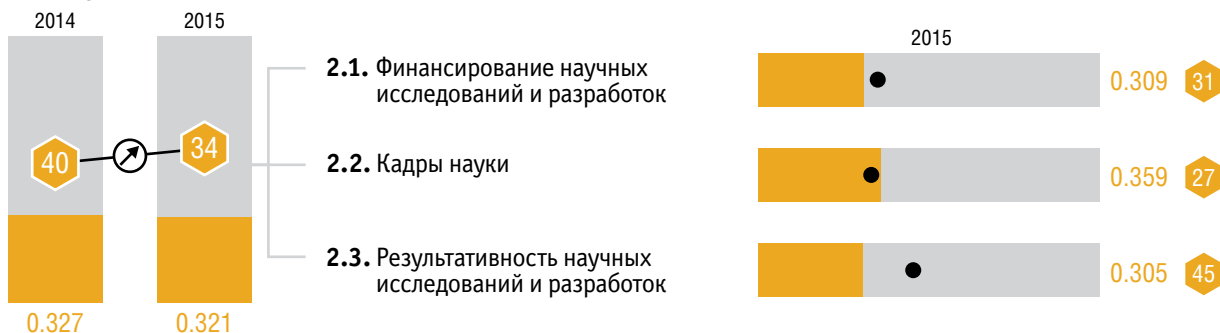 2014
2015
40
34
0.327
0.321
2.1. Финансирование научных
исследований и разработок
2.2. Кадры науки
2.3. Результативность научных
исследований и разработок
2015
0.309 31
0.359 27
0.305 45